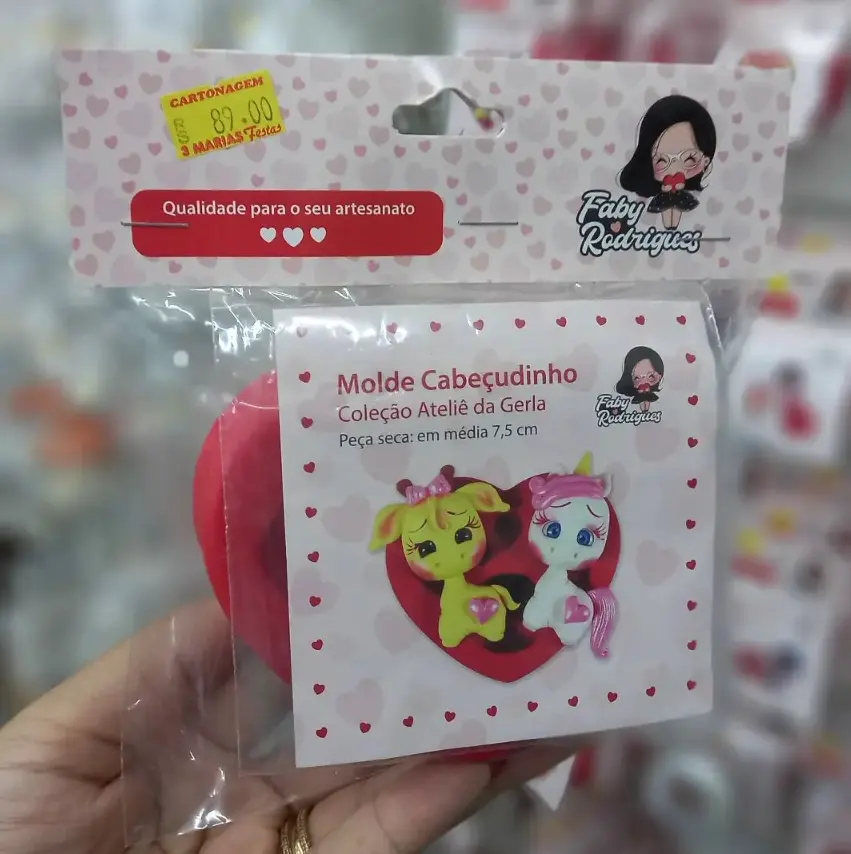 CARTONAGEM
R$ 89.00
3 MARIAS Festas
Qualidade para o seu artesanato
Faby
Rodrigues
Molde Cabeçudinho
Coleção Ateliê da Gerla
Peça seca: em média 7,5 cm
Faby
Rodrigues